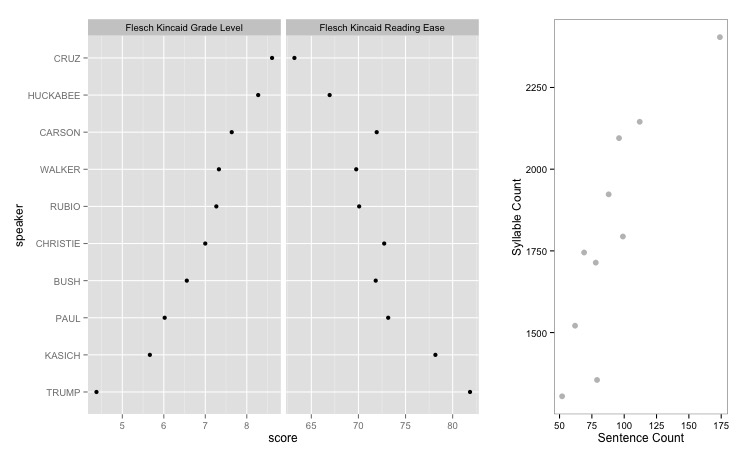 Flesch Kincaid Grade Level
Flesch Kincaid Reading Ease
speaker
CRUZ
HUCKABEE
CARSON
WALKER
RUBIO
CHRISTIE
BUSH
PAUL
KASICH
TRUMP
5 6 7 8
65 70 75 80
score
Syllable Count
2250
2000
1750
1500
50 75 100 125 150 175
Sentence Count